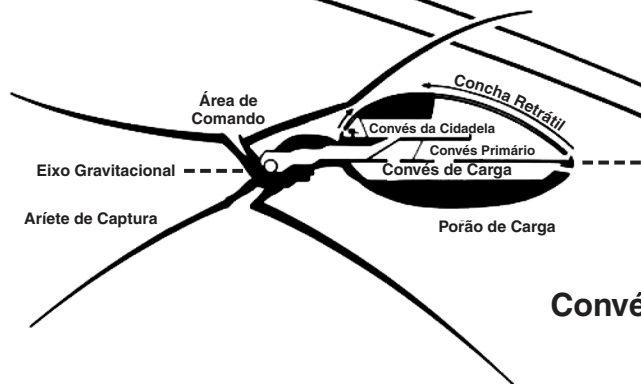 Concha Retrátil
Área de
Comando
Convés da Cidadela
Convés Primário
Eixo Gravitacional
Convés de Carga
Aríete de Captura
Porão de Carga
Convé